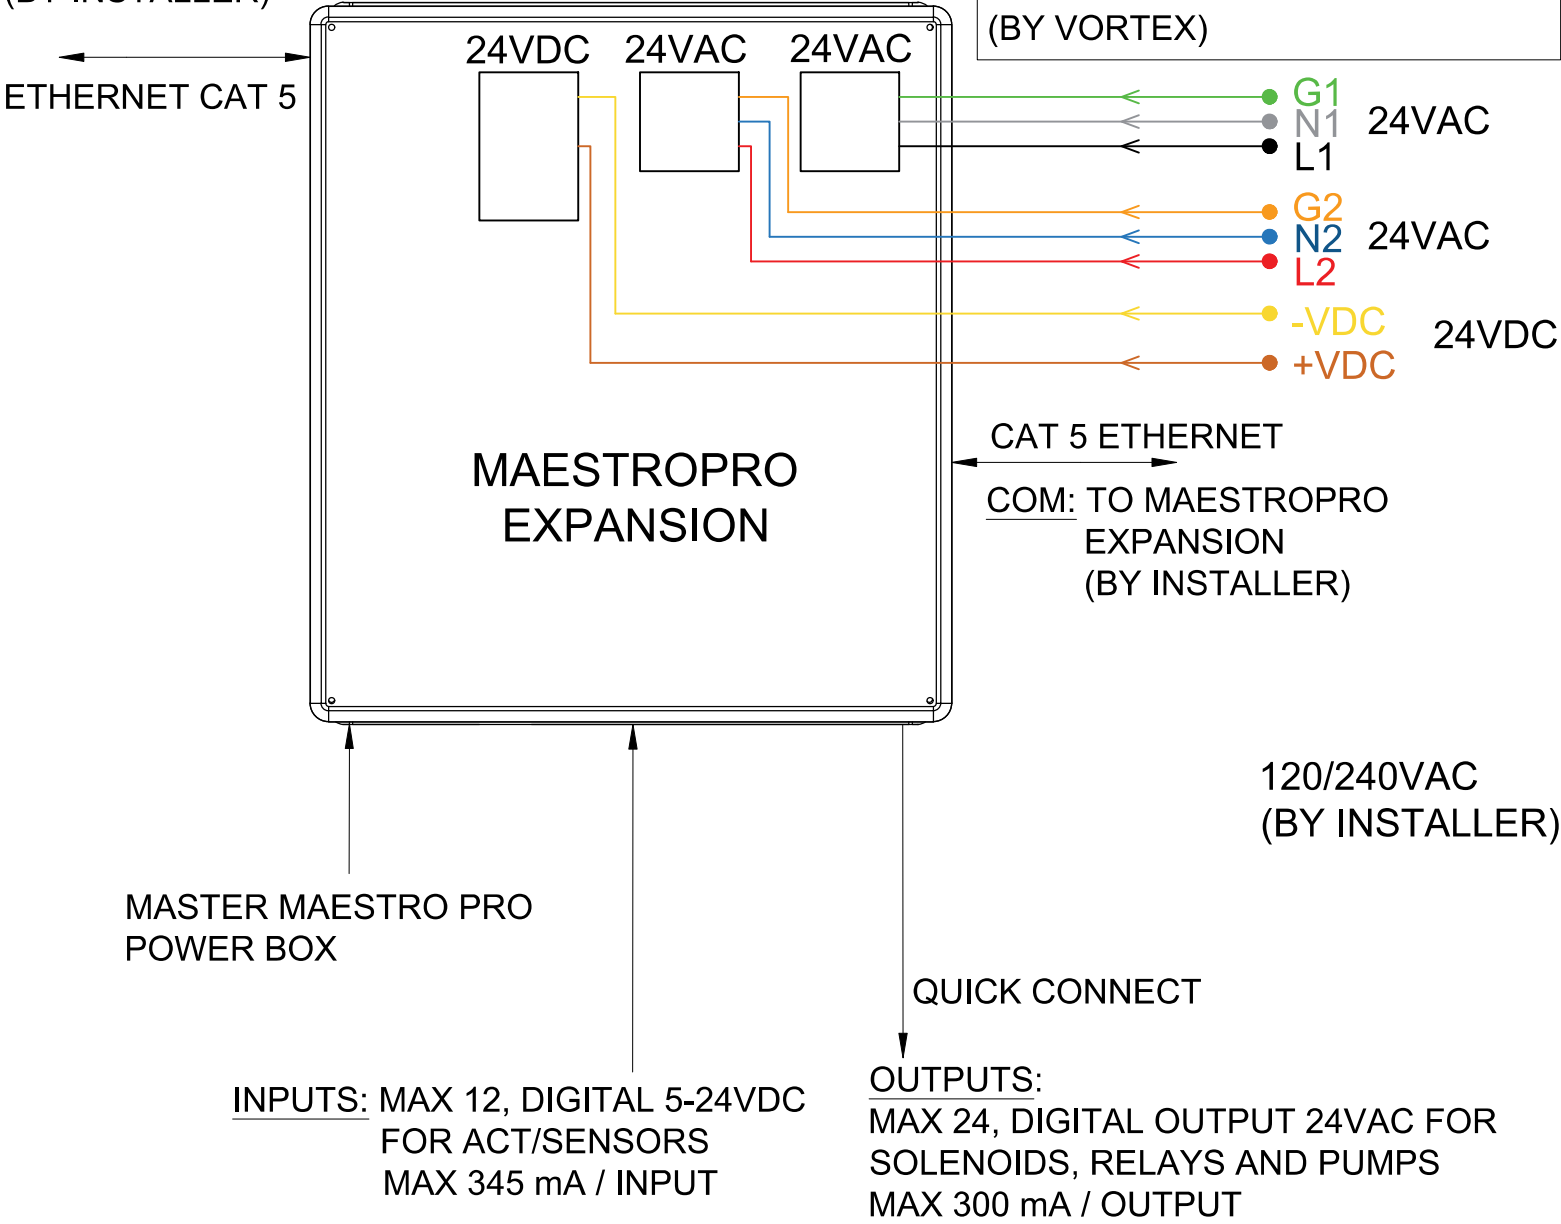 (BY INSTALLER)
(BY VORTEX)
ETHERNET CAT 5
24VDC
24VAC
24VAC
G1
N1
L1
24VAC
G2
N2
L2
24VAC
-VDC
+VDC
24VDC
MAESTROPRO
EXPANSION
CAT 5 ETHERNET
COM: TO MAESTROPRO
EXPANSION
(BY INSTALLER)
120/240VAC
(BY INSTALLER)
MASTER MAESTRO PRO
POWER BOX
QUICK CONNECT
INPUTS: MAX 12, DIGITAL 5-24VDC
FOR ACT/SENSORS
MAX 345 mA / INPUT
OUTPUTS:
MAX 24, DIGITAL OUTPUT 24VAC FOR
SOLENOIDS, RELAYS AND PUMPS
MAX 300 mA / OUTPUT